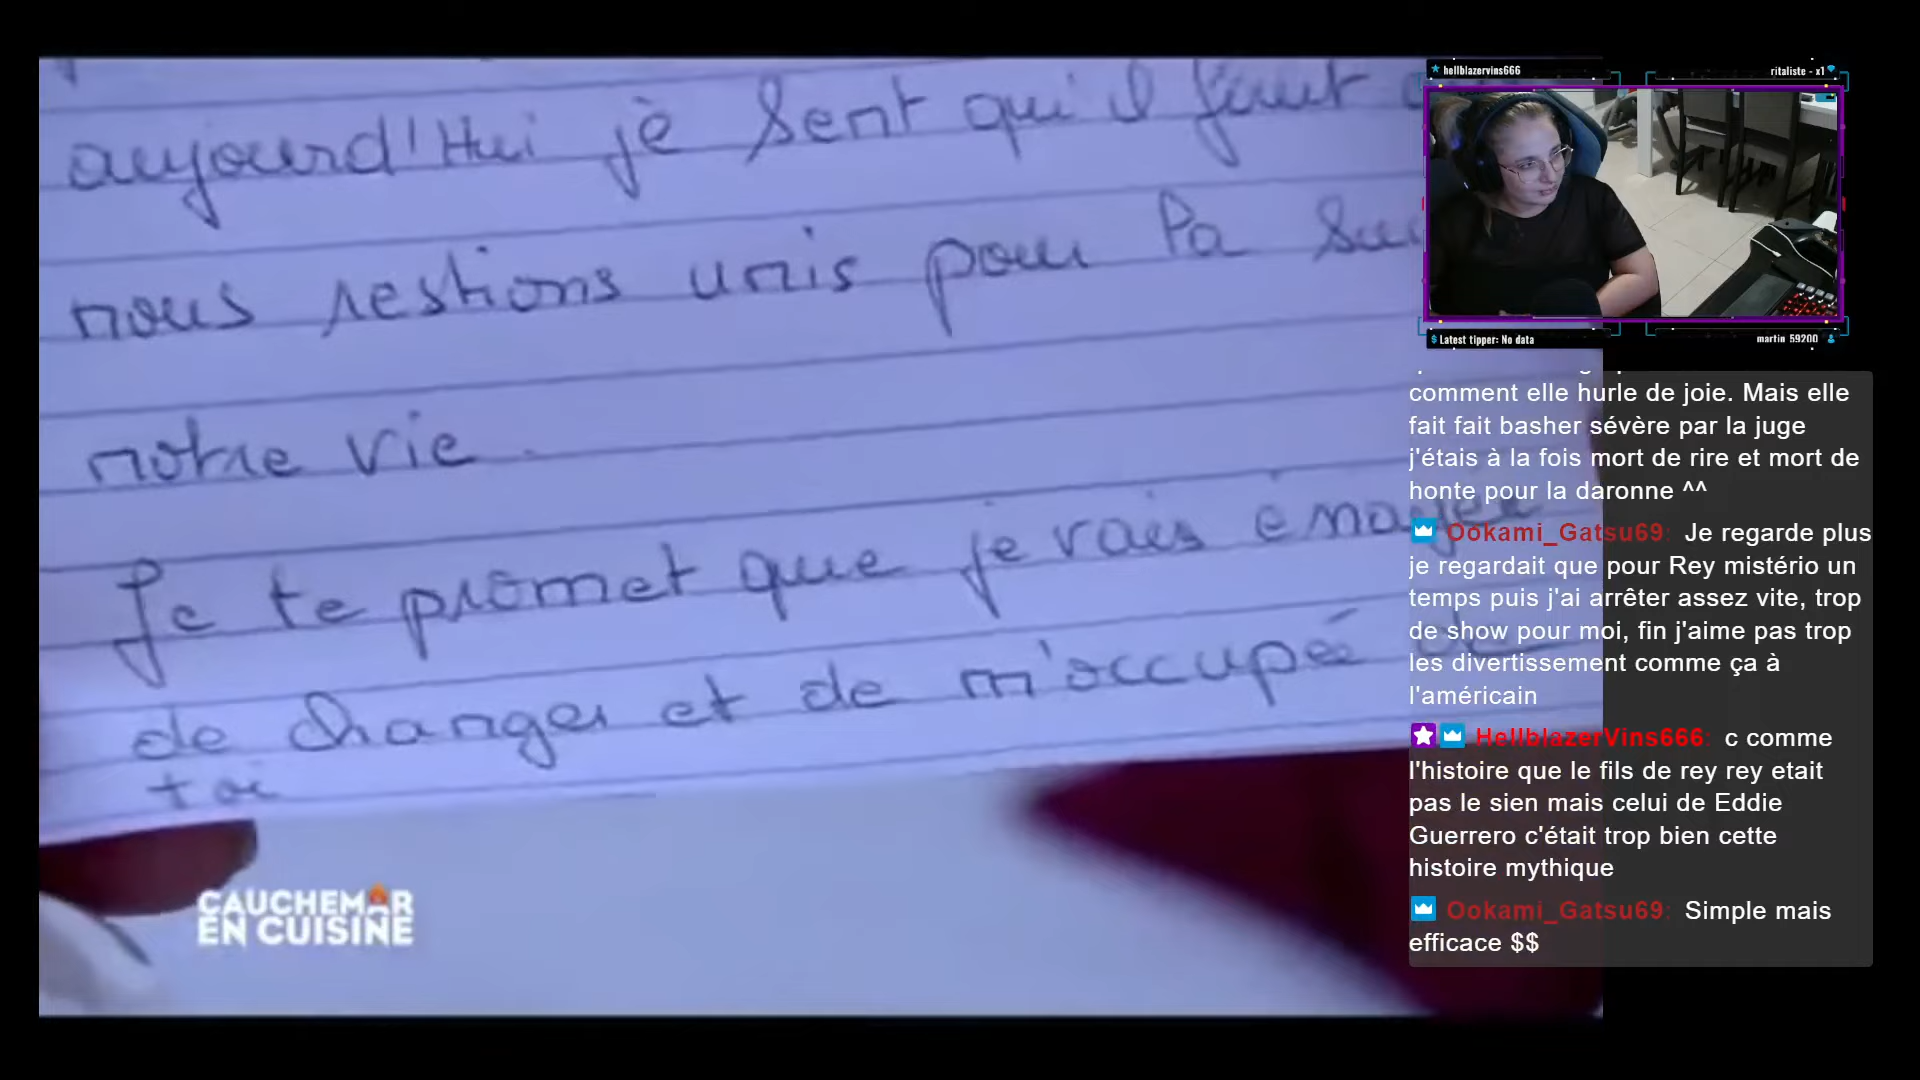 aujourd'Hui jè sent qu'il faut
nous restions unis pour la
notre vie.
Je te promet que je vais
de changer et de m'occupée de
toi
CAUCHEMAR
EN CUISINE
hellblazervins666
ritaliste - x1
$ Latest tipper: No data
martin_59200
comment elle hurle de joie. Mais elle
fait fait basher sévère par la juge
j'étais à la fois mort de rire et mort de
honte pour la daronne ^^
Ookami_Gatsu69: Je regarde plus
je regardait que pour Rey mistério un
temps puis j'ai arrêter assez vite, trop
de show pour moi, fin j'aime pas trop
les divertissement comme ça à
l'américain
HellblazerVins666: c comme
l'histoire que le fils de rey rey etait
pas le sien mais celui de Eddie
Guerrero c'était trop bien cette
histoire mythique
Ookami_Gatsu69: Simple mais
efficace $$